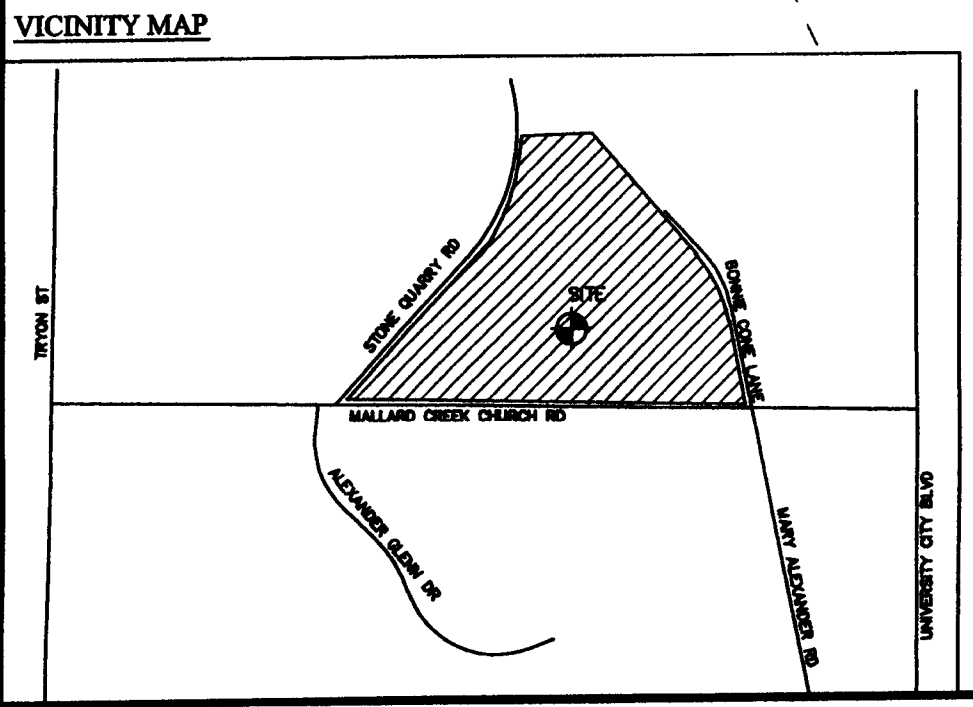 VICINITY MAP
TRYON ST
STONE QUARRY RD
SITE
BONNIE CONE LANE
MALLARD CREEK CHURCH RD
ALEXANDER GLENN DR
MARY ALEXANDER RD
UNIVERSITY CITY BLVD